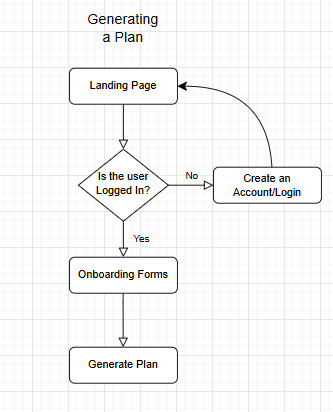 Generating
a Plan
Landing Page
Is the user
Logged In?
No
Create an
Account/Login
Yes
Onboarding Forms
Generate Plan